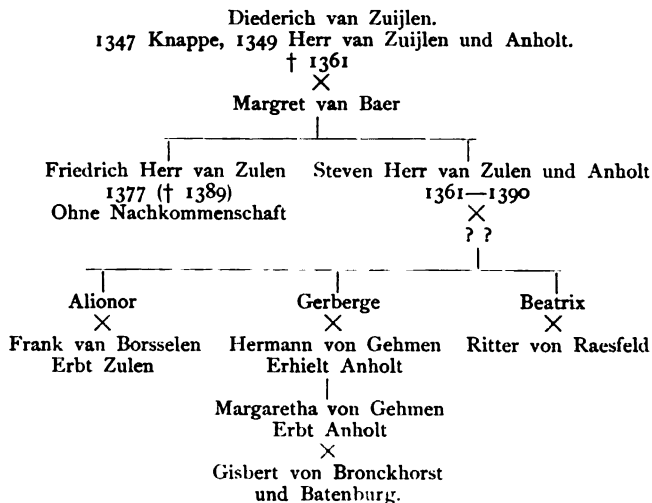 Diederich van Zuijlen.
1347 Knappe, 1349 Herr van Zuijlen und Anholt.
† 1361
×
Margret van Baer
Friedrich Herr van Zulen
1377 († 1389)
Ohne Nachkommenschaft
Steven Herr van Zulen und Anholt
1361—1390
×
? ?
Alionor
×
Frank van Borsselen
Erbt Zulen
Gerberge
×
Hermann von Gehmen
Erhielt Anholt
Margaretha von Gehmen
Erbt Anholt
×
Gisbert von Bronckhorst
und Batenburg.
Beatrix
×
Ritter von Raesfeld